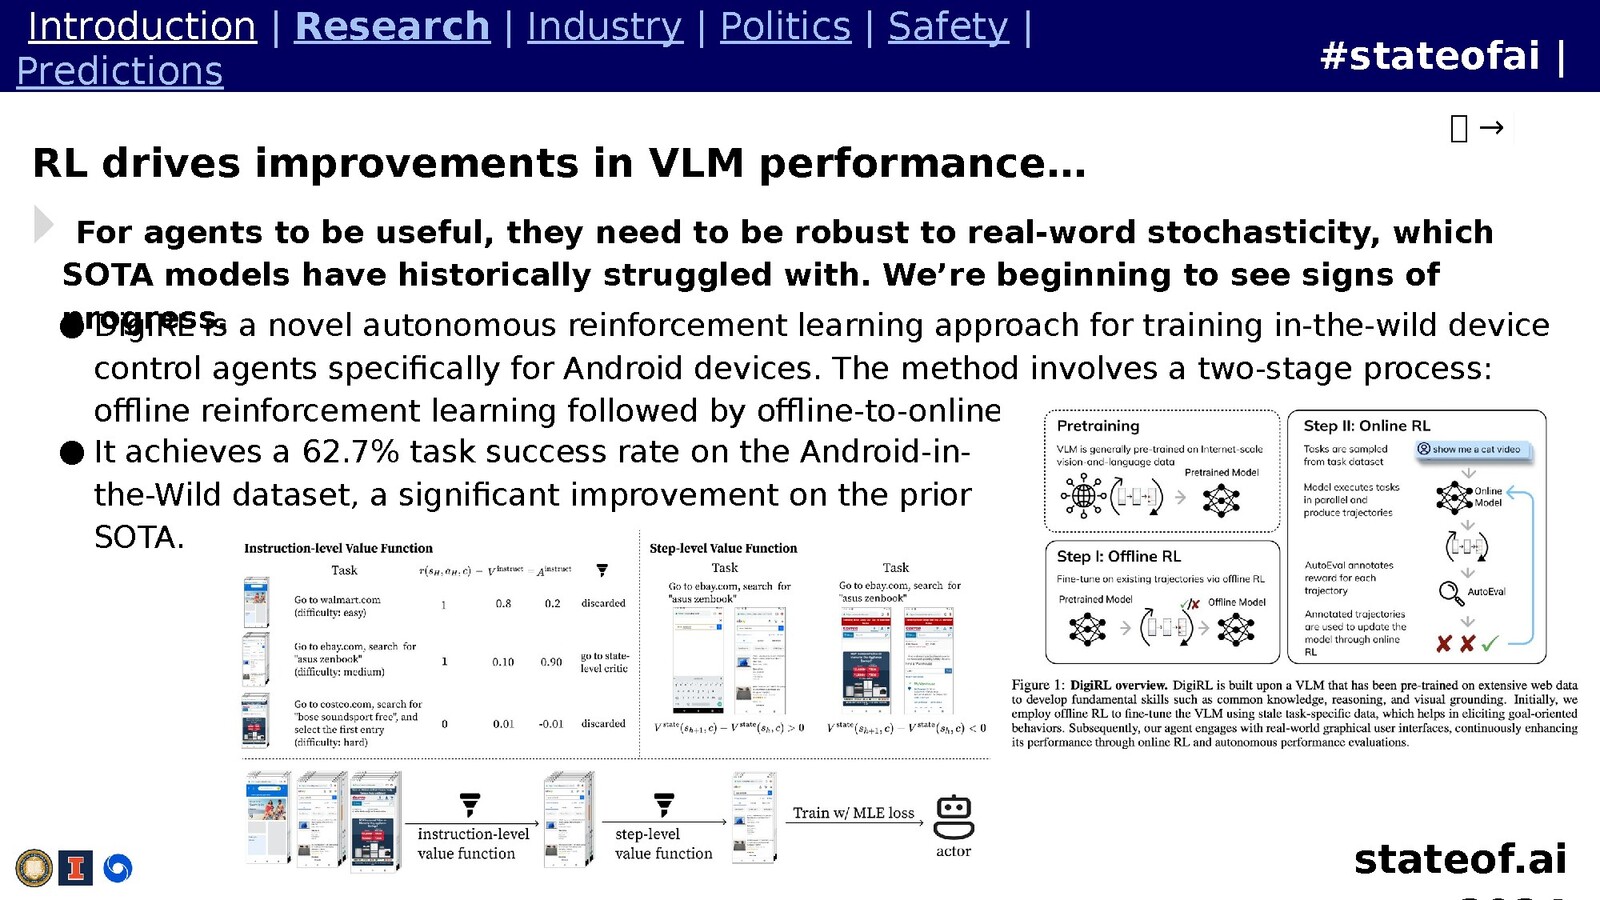 Introduction | Research | Industry | Politics | Safety |
Predictions
#stateofai |
→
RL drives improvements in VLM performance…
For agents to be useful, they need to be robust to real-word stochasticity, which
SOTA models have historically struggled with. We're beginning to see signs of
progress.
● DigiRL is a novel autonomous reinforcement learning approach for training in-the-wild device
control agents specifically for Android devices. The method involves a two-stage process:
offline reinforcement learning followed by offline-to-online
● It achieves a 62.7% task success rate on the Android-in-
the-Wild dataset, a significant improvement on the prior
SOTA.
Instruction-level Value Function
Task r(s_H, a_H, c) − V^instruct = A^instruct
Go to walmart.com
(difficulty: easy)
1 0.8 0.2 discarded
Go to ebay.com, search for
"asus zenbook"
(difficulty: medium)
1 0.10 0.90 go to state-
level critic
Go to costco.com, search for
"bose soundsport free", and
select the first entry
(difficulty: hard)
0 0.01 -0.01 discarded
Step-level Value Function
Task
Go to ebay.com, search for
"asus zenbook"
V^state(s_h+1, c) − V^state(s_h, c) > 0
Task
Go to ebay.com, search for
"asus zenbook"
V^state(s_h+1, c) − V^state(s_h, c) < 0
instruction-level
value function
step-level
value function
Train w/ MLE loss
actor
Pretraining
VLM is generally pre-trained on Internet-scale
vision-and-language data
Pretrained Model
Step I: Offline RL
Fine-tune on existing trajectories via offline RL
Pretrained Model
Offline Model
Step II: Online RL
Tasks are sampled
from task dataset
show me a cat video
Model executes tasks
in parallel and
produce trajectories
Online
Model
AutoEval annotates
reward for each
trajectory
AutoEval
Annotated trajectories
are used to update the
model through online
RL
Figure 1: DigiRL overview. DigiRL is built upon a VLM that has been pre-trained on extensive web data
to develop fundamental skills such as common knowledge, reasoning, and visual grounding. Initially, we
employ offline RL to fine-tune the VLM using stale task-specific data, which helps in eliciting goal-oriented
behaviors. Subsequently, our agent engages with real-world graphical user interfaces, continuously enhancing
its performance through online RL and autonomous performance evaluations.
I
stateof.ai